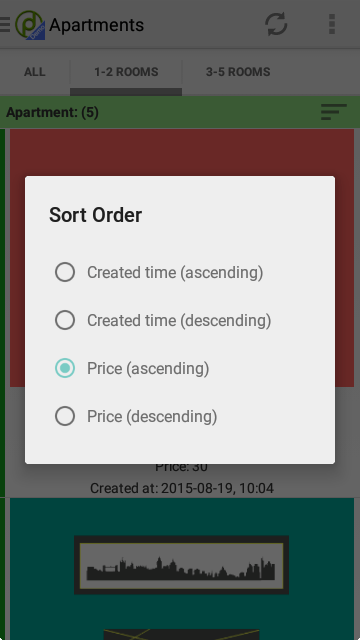 Apartments
ALL
1-2 ROOMS
3-5 ROOMS
Apartment: (5)
Sort Order
Created time (ascending)
Created time (descending)
Price (ascending)
Price (descending)
Price: 30
Created at: 2015-08-19, 10:04